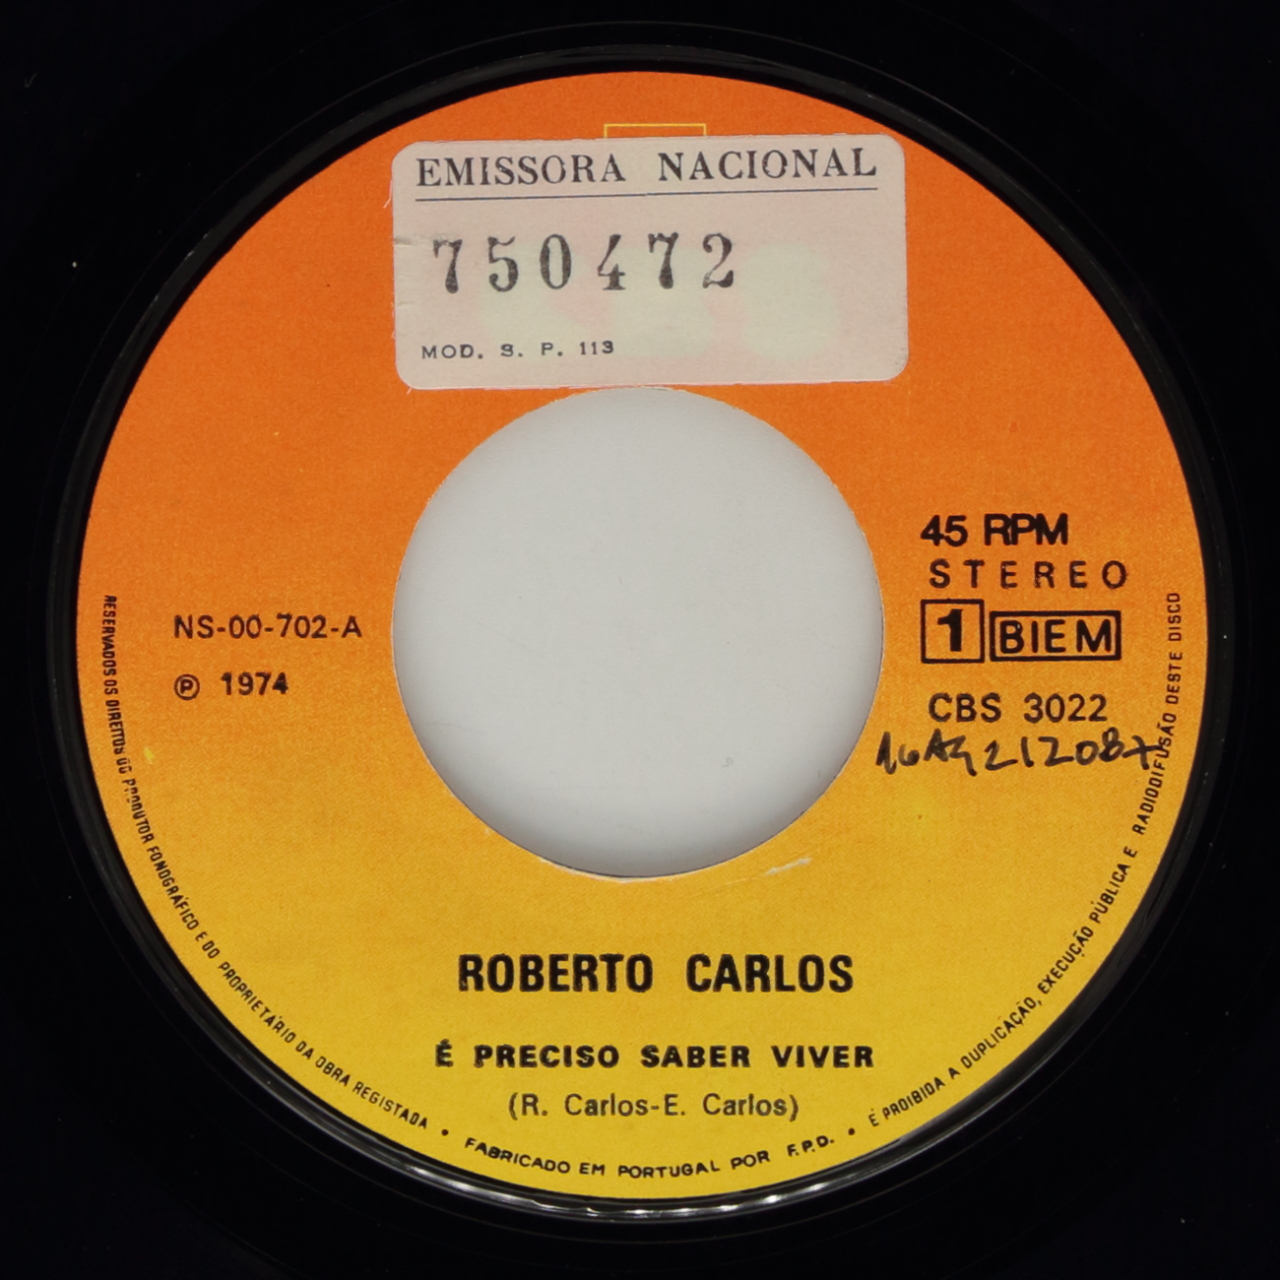 EMISSORA NACIONAL
750472
MOD. S. P. 113
45 RPM
STEREO
1 BIEM
CBS 3022
NS-00-702-A
℗ 1974
ROBERTO CARLOS
É PRECISO SABER VIVER
(R. Carlos-E. Carlos)
RESERVADOS OS DIREITOS DO PRODUTOR FONOGRÁFICO E DO PROPRIETÁRIO DA OBRA REGISTADA • FABRICADO EM PORTUGAL POR F.P.D. • É PROIBIDA A DUPLICAÇÃO, EXECUÇÃO PÚBLICA E RADIODIFUSÃO DESTE DISCO